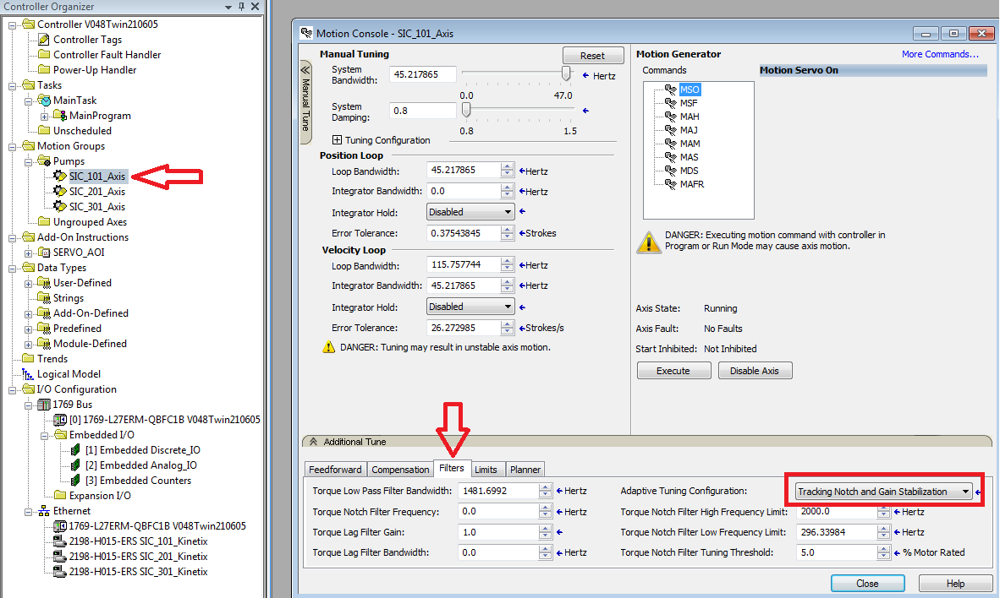 Controller Organizer
Controller V048Twin210605
Controller Tags
Controller Fault Handler
Power-Up Handler
Tasks
MainTask
MainProgram
Unscheduled
Motion Groups
Pumps
SIC_101_Axis
SIC_201_Axis
SIC_301_Axis
Ungrouped Axes
Add-On Instructions
SERVO_AOI
Data Types
User-Defined
Strings
Add-On-Defined
Predefined
Module-Defined
Trends
Logical Model
I/O Configuration
1769 Bus
[0] 1769-L27ERM-QBFC1B V048Twin210605
Embedded I/O
[1] Embedded Discrete_IO
[2] Embedded Analog_IO
[3] Embedded Counters
Expansion I/O
Ethernet
1769-L27ERM-QBFC1B V048Twin210605
2198-H015-ERS SIC_101_Kinetix
2198-H015-ERS SIC_201_Kinetix
2198-H015-ERS SIC_301_Kinetix
Motion Console - SIC_101_Axis
Manual Tune
Manual Tuning
Reset
System Bandwidth:
45.217865
Hertz
0.0 47.0
System Damping:
0.8
0.8 1.5
Tuning Configuration
Position Loop
Loop Bandwidth: 45.217865 Hertz
Integrator Bandwidth: 0.0 Hertz
Integrator Hold: Disabled
Error Tolerance: 0.37543845 Strokes
Velocity Loop
Loop Bandwidth: 115.757744 Hertz
Integrator Bandwidth: 45.217865 Hertz
Integrator Hold: Disabled
Error Tolerance: 26.272985 Strokes/s
DANGER: Tuning may result in unstable axis motion.
Motion Generator
More Commands...
Commands
Motion Servo On
MSO
MSF
MAH
MAJ
MAM
MAS
MDS
MAFR
DANGER: Executing motion command with controller in
Program or Run Mode may cause axis motion.
Axis State: Running
Axis Fault: No Faults
Start Inhibited: Not Inhibited
Execute Disable Axis
Additional Tune
Feedforward Compensation Filters Limits Planner
Torque Low Pass Filter Bandwidth: 1481.6992 Hertz
Torque Notch Filter Frequency: 0.0 Hertz
Torque Lag Filter Gain: 1.0
Torque Lag Filter Bandwidth: 0.0 Hertz
Adaptive Tuning Configuration: Tracking Notch and Gain Stabilization
Torque Notch Filter High Frequency Limit: 2000.0 Hertz
Torque Notch Filter Low Frequency Limit: 296.33984 Hertz
Torque Notch Filter Tuning Threshold: 5.0 % Motor Rated
Close Help